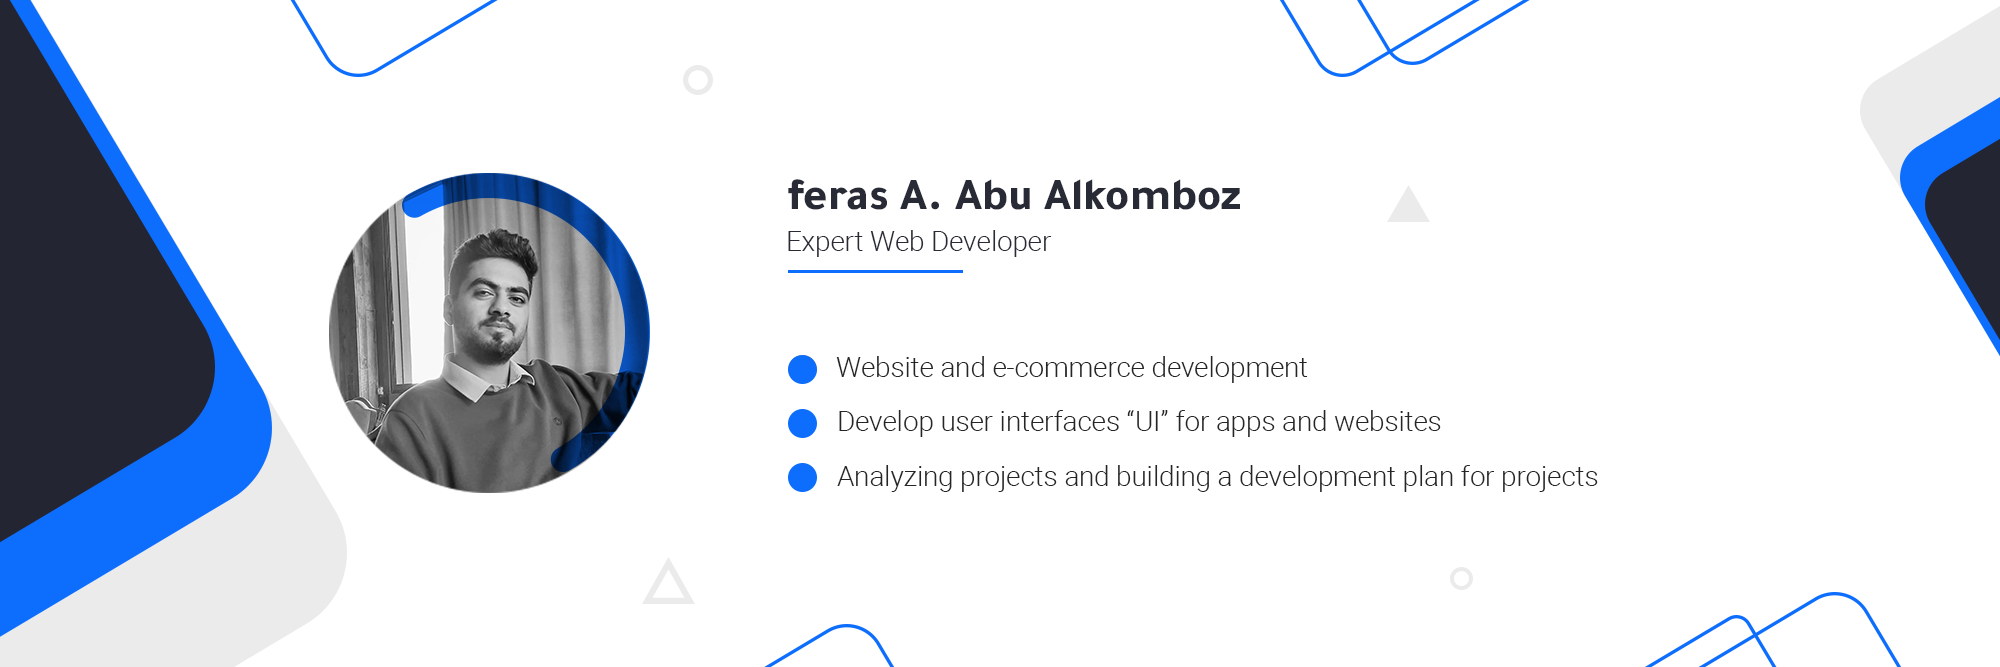 feras A. Abu Alkomboz
Expert Web Developer
Website and e-commerce development
Develop user interfaces “UI” for apps and websites
Analyzing projects and building a development plan for projects